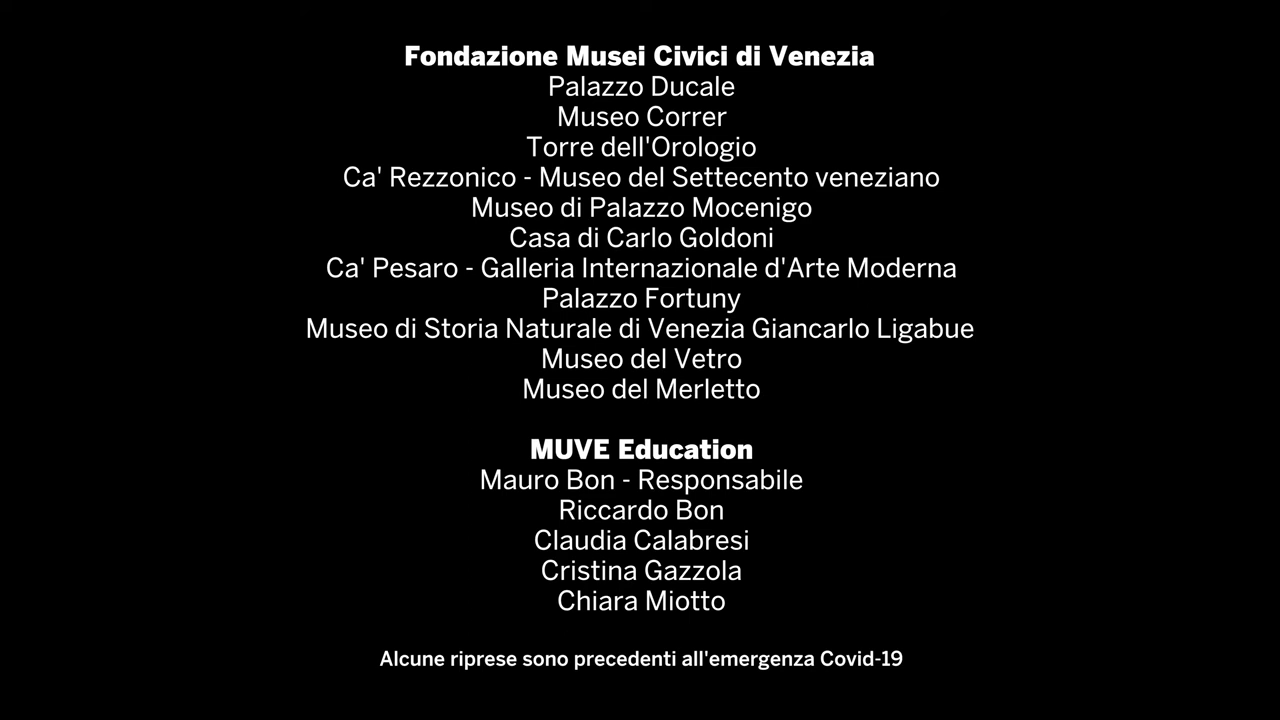 Fondazione Musei Civici di Venezia
Palazzo Ducale
Museo Correr
Torre dell'Orologio
Ca' Rezzonico - Museo del Settecento veneziano
Museo di Palazzo Mocenigo
Casa di Carlo Goldoni
Ca' Pesaro - Galleria Internazionale d'Arte Moderna
Palazzo Fortuny
Museo di Storia Naturale di Venezia Giancarlo Ligabue
Museo del Vetro
Museo del Merletto
MUVE Education
Mauro Bon - Responsabile
Riccardo Bon
Claudia Calabresi
Cristina Gazzola
Chiara Miotto
Alcune riprese sono precedenti all'emergenza Covid-19